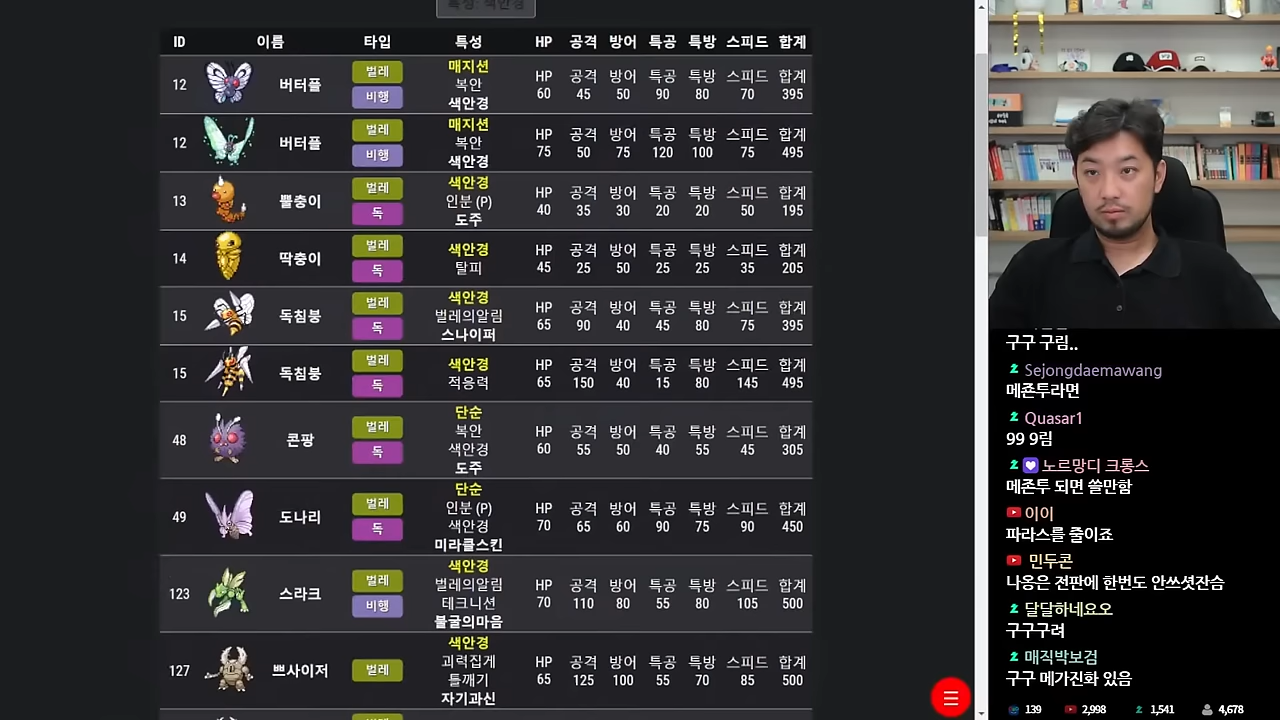 특성: 색안경
ID 이름 타입 특성 HP 공격 방어 특공 특방 스피드 합계
12 버터플 벌레 비행 매지션 복안 색안경 HP 60 공격 45 방어 50 특공 90 특방 80 스피드 70 합계 395
12 버터플 벌레 비행 매지션 복안 색안경 HP 75 공격 50 방어 75 특공 120 특방 100 스피드 75 합계 495
13 뿔충이 벌레 독 색안경 인분 (P) 도주 HP 40 공격 35 방어 30 특공 20 특방 20 스피드 50 합계 195
14 딱충이 벌레 독 색안경 탈피 HP 45 공격 25 방어 50 특공 25 특방 25 스피드 35 합계 205
15 독침붕 벌레 독 색안경 벌레의알림 스나이퍼 HP 65 공격 90 방어 40 특공 45 특방 80 스피드 75 합계 395
15 독침붕 벌레 독 색안경 적응력 HP 65 공격 150 방어 40 특공 15 특방 80 스피드 145 합계 495
48 콘팡 벌레 독 단순 복안 색안경 도주 HP 60 공격 55 방어 50 특공 40 특방 55 스피드 45 합계 305
49 도나리 벌레 독 단순 인분 (P) 색안경 미라클스킨 HP 70 공격 65 방어 60 특공 90 특방 75 스피드 90 합계 450
123 스라크 벌레 비행 색안경 벌레의알림 테크니션 불굴의마음 HP 70 공격 110 방어 80 특공 55 특방 80 스피드 105 합계 500
127 쁘사이저 벌레 색안경 괴력집게 틀깨기 자기과신 HP 65 공격 125 방어 100 특공 55 특방 70 스피드 85 합계 500
구구 구림..
Sejongdaemawang
메죤투라면
Quasar1
99 9림
노르망디 크롱스
메죤투 되면 쓸만함
이이
파라스를 줄이죠
민두콘
나옹은 전판에 한번도 안쓰셧잔슴
달달하네요오
구구구려
매직박보검
구구 메가진화 있음
139 2,998 1,541 4,678